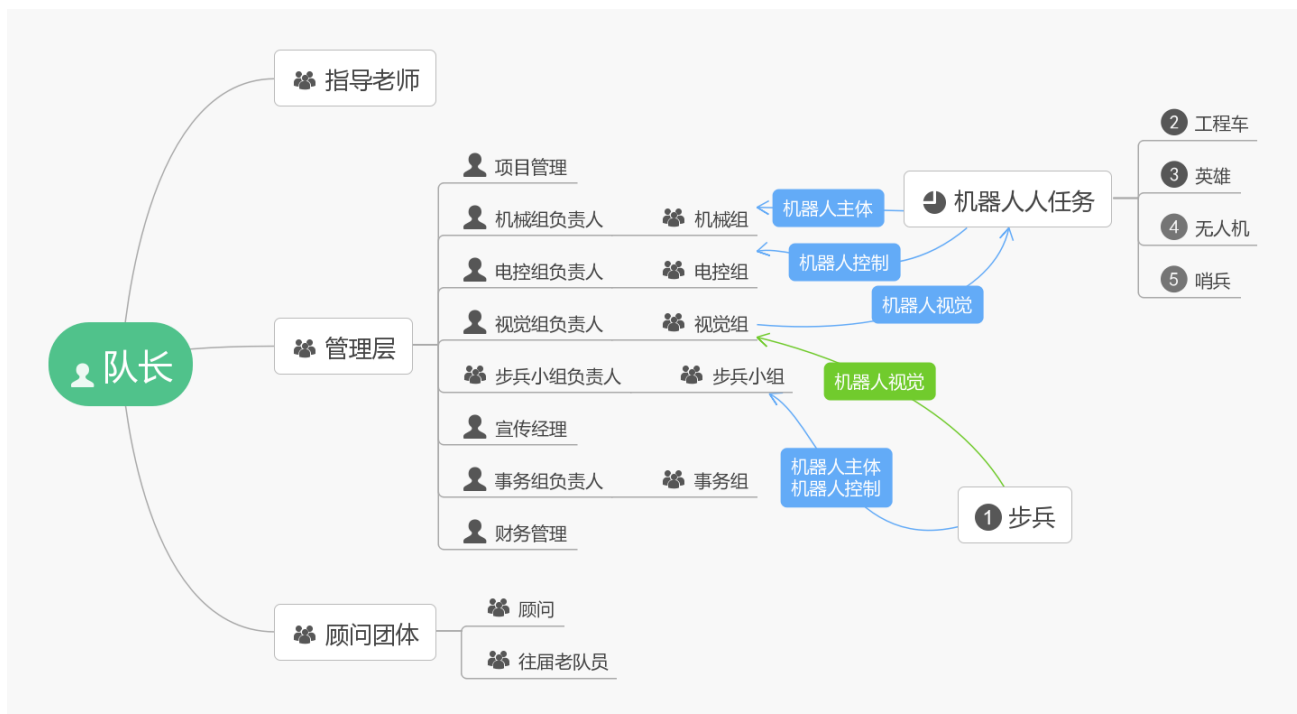 指导老师
2 工程车
项目管理
3 英雄
机械组负责人
机械组
机器人主体
机器人人任务
4 无人机
电控组负责人
电控组
机器人控制
5 哨兵
机器人视觉
视觉组负责人
视觉组
管理层
队长
步兵小组负责人
步兵小组
机器人视觉
宣传经理
机器人主体
机器人控制
事务组负责人
事务组
1 步兵
财务管理
顾问
顾问团体
往届老队员